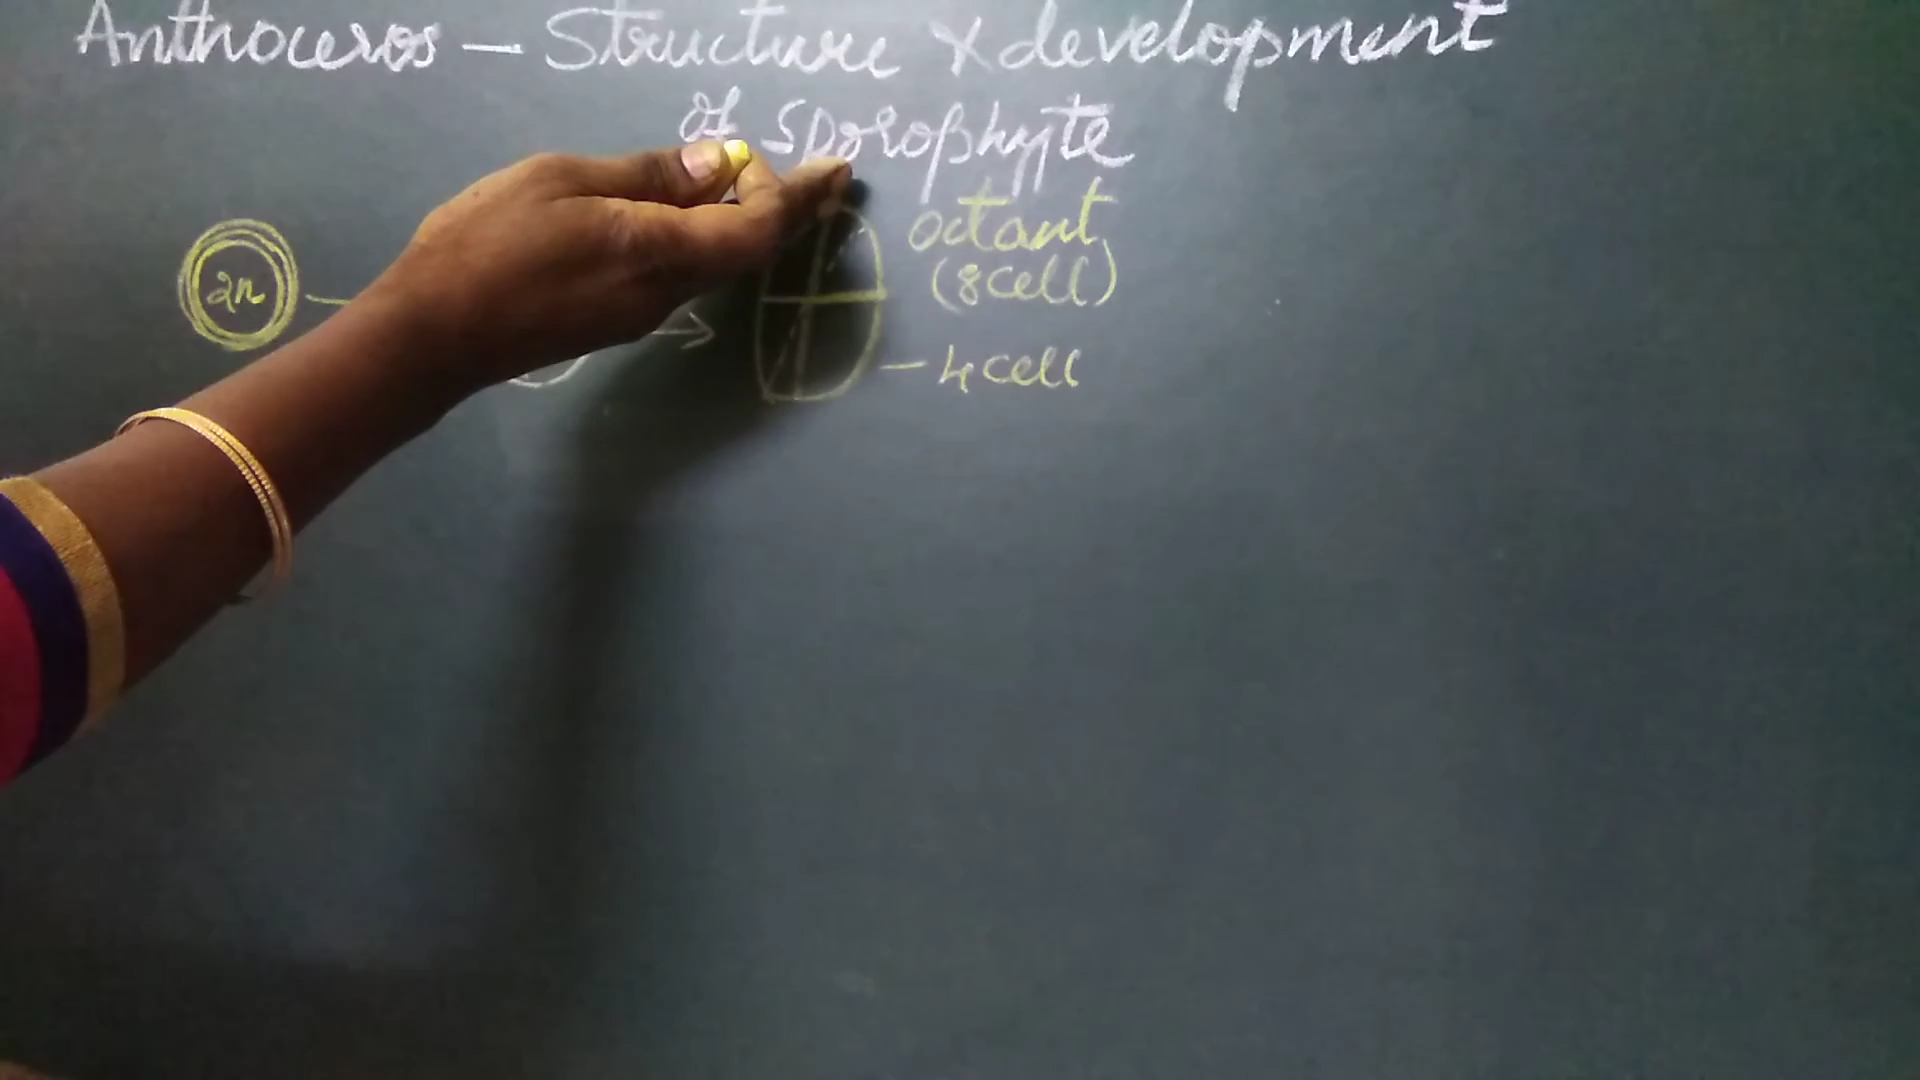 Anthoceros — Structure & development
of Sporophyte
2n
octant
(8 cell)
4 cell